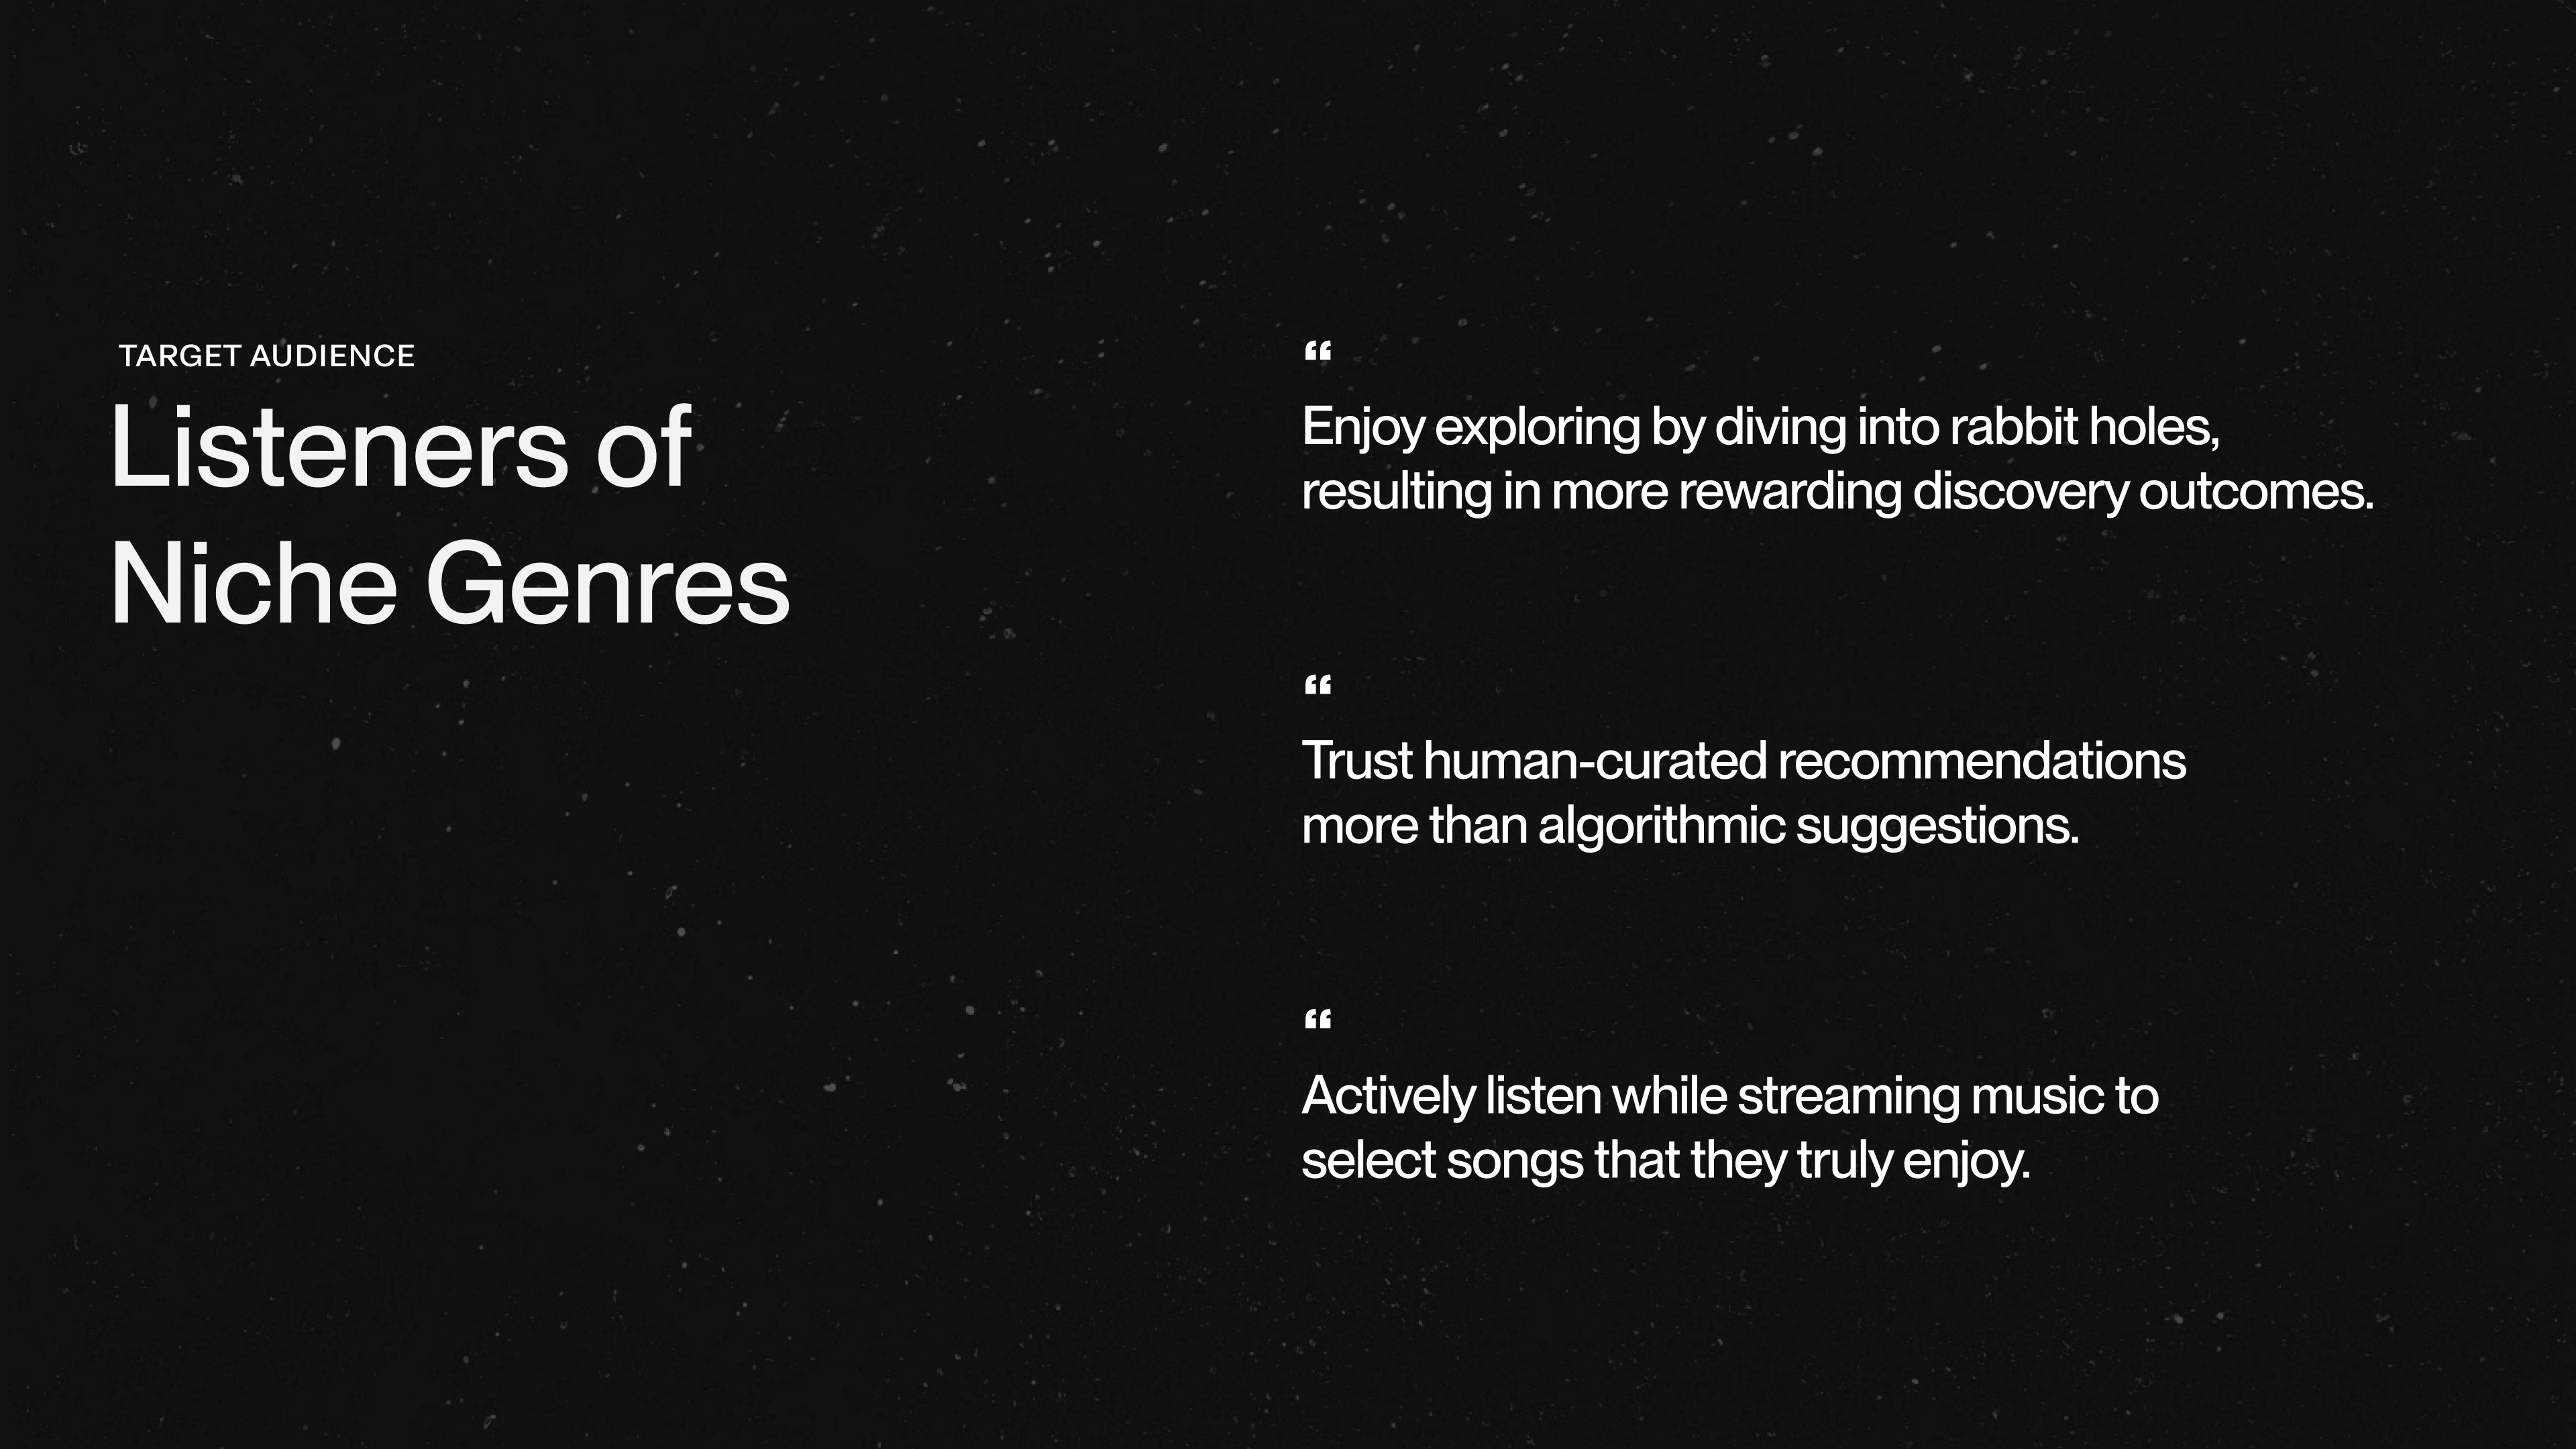 TARGET AUDIENCE
Listeners of
Niche Genres
“
Enjoy exploring by diving into rabbit holes,
resulting in more rewarding discovery outcomes.
“
Trust human-curated recommendations
more than algorithmic suggestions.
“
Actively listen while streaming music to
select songs that they truly enjoy.